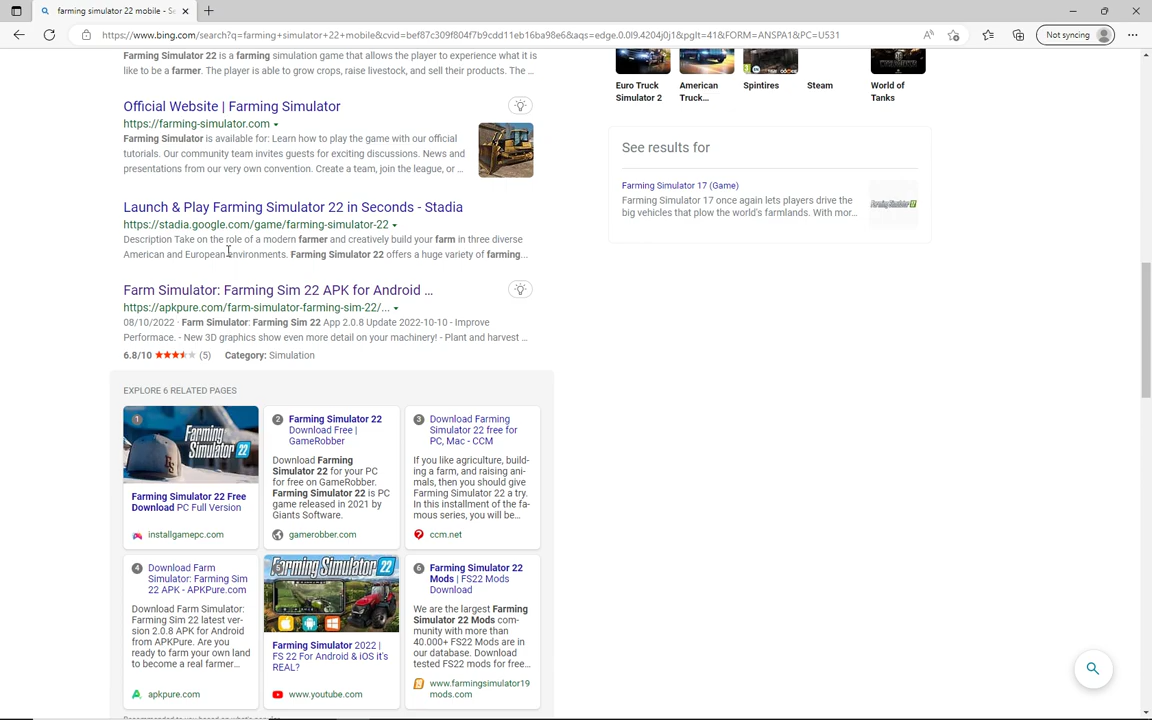 farming simulator 22 mobile - Se
https://www.bing.com/search?q=farming+simulator+22+mobile&cvid=bef87c309f804f7b9cdd11eb16ba98e6&aqs=edge.0.0l9.4204j0j1&pglt=41&FORM=ANSPA1&PC=U531
Not syncing
Farming Simulator 22 is a farming simulation game that allows the player to experience what it is
like to be a farmer. The player is able to grow crops, raise livestock, and sell their products. The ...
Official Website | Farming Simulator
https://farming-simulator.com
Farming Simulator is available for: Learn how to play the game with our official
tutorials. Our community team invites guests for exciting discussions. News and
presentations from our very own convention. Create a team, join the league, or ...
Launch & Play Farming Simulator 22 in Seconds - Stadia
https://stadia.google.com/game/farming-simulator-22
Description Take on the role of a modern farmer and creatively build your farm in three diverse
American and European environments. Farming Simulator 22 offers a huge variety of farming...
Farm Simulator: Farming Sim 22 APK for Android ...
https://apkpure.com/farm-simulator-farming-sim-22/...
08/10/2022 · Farm Simulator: Farming Sim 22 App 2.0.8 Update 2022-10-10 - Improve
Performace. - New 3D graphics show even more detail on your machinery! - Plant and harvest ...
6.8/10 (5) Category: Simulation
EXPLORE 6 RELATED PAGES
1
Farming Simulator 22
Farming Simulator 22 Free
Download PC Full Version
installgamepc.com
2 Farming Simulator 22
Download Free |
GameRobber
Download Farming
Simulator 22 for your PC
for free on GameRobber.
Farming Simulator 22 is PC
game released in 2021 by
Giants Software.
gamerobber.com
3 Download Farming
Simulator 22 free for
PC, Mac - CCM
If you like agriculture, build-
ing a farm, and raising ani-
mals, then you should give
Farming Simulator 22 a try.
In this installment of the fa-
mous series, you will be...
ccm.net
4 Download Farm
Simulator: Farming Sim
22 APK - APKPure.com
Download Farm Simulator:
Farming Sim 22 latest ver-
sion 2.0.8 APK for Android
from APKPure. Are you
ready to farm your own land
to become a real farmer...
apkpure.com
5
Farming Simulator 22
Farming Simulator 2022 |
FS 22 For Android & iOS it's
REAL?
www.youtube.com
6 Farming Simulator 22
Mods | FS22 Mods
Download
We are the largest Farming
Simulator 22 Mods com-
munity with more than
40.000+ FS22 Mods are in
our database. Download
tested FS22 mods for free...
www.farmingsimulator19
mods.com
Euro Truck
Simulator 2
American
Truck...
Spintires
Steam
World of
Tanks
See results for
Farming Simulator 17 (Game)
Farming Simulator 17 once again lets players drive the
big vehicles that plow the world's farmlands. With mor...